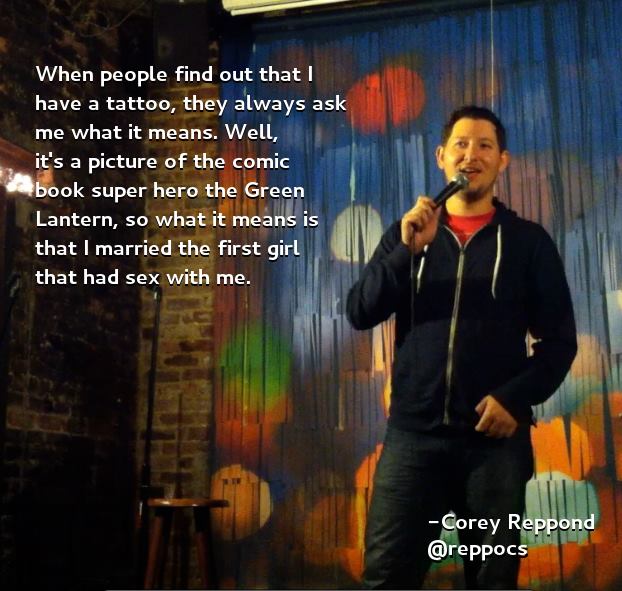 When people find out that I
have a tattoo, they always ask
me what it means. Well,
it's a picture of the comic
book super hero the Green
Lantern, so what it means is
that I married the first girl
that had sex with me.
-Corey Reppond
@reppocs